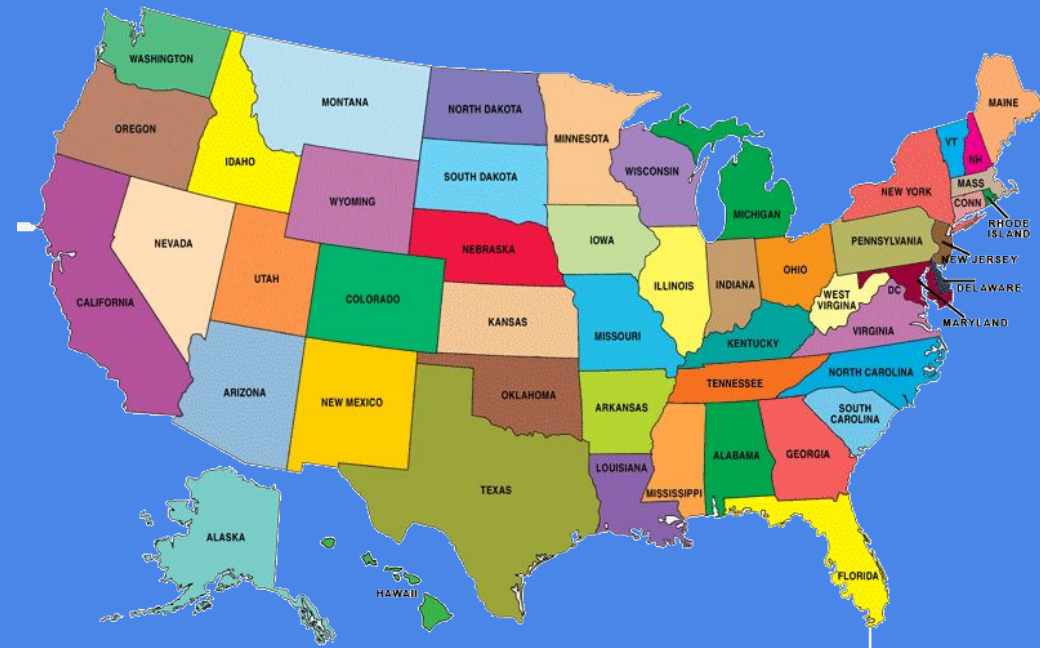 WASHINGTON
MONTANA
NORTH DAKOTA
MINNESOTA
MAINE
OREGON
IDAHO
VT
NH
WISCONSIN
SOUTH DAKOTA
WYOMING
NEW YORK
MASS
CONN
MICHIGAN
RHODE
ISLAND
NEVADA
NEBRASKA
IOWA
PENNSYLVANIA
NEW JERSEY
UTAH
COLORADO
ILLINOIS
INDIANA
OHIO
WEST
VIRGINA
DC
DELAWARE
CALIFORNIA
KANSAS
MISSOURI
KENTUCKY
VIRGINIA
MARYLAND
ARIZONA
NEW MEXICO
OKLAHOMA
ARKANSAS
TENNESSEE
NORTH CAROLINA
SOUTH
CAROLINA
TEXAS
LOUISIANA
MISSISSIPPI
ALABAMA
GEORGIA
ALASKA
HAWAII
FLORIDA